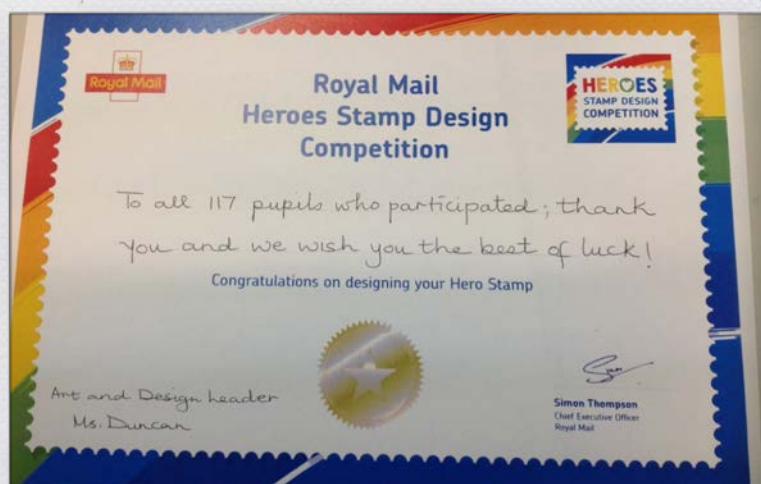 Royal Mail
Royal Mail
Heroes Stamp Design
Competition
HEROES
STAMP DESIGN
COMPETITION
To all 117 pupils who participated; thank
you and we wish you the best of luck!
Congratulations on designing your Hero Stamp
Art and Design Leader
Ms. Duncan
Simon Thompson
Chief Executive Officer
Royal Mail